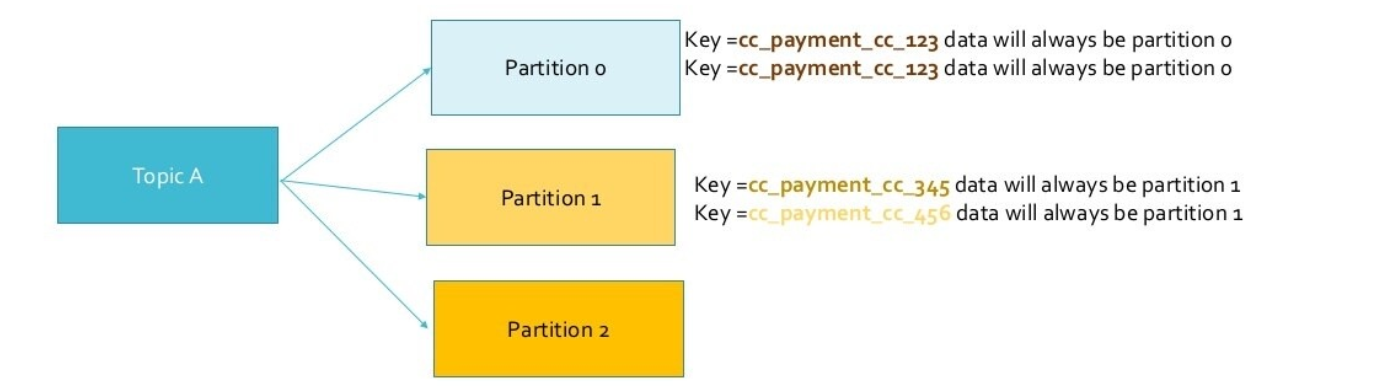 Topic A
Partition 0
Key =cc_payment_cc_123 data will always be partition 0
Key =cc_payment_cc_123 data will always be partition 0
Partition 1
Key =cc_payment_cc_345 data will always be partition 1
Key =cc_payment_cc_456 data will always be partition 1
Partition 2